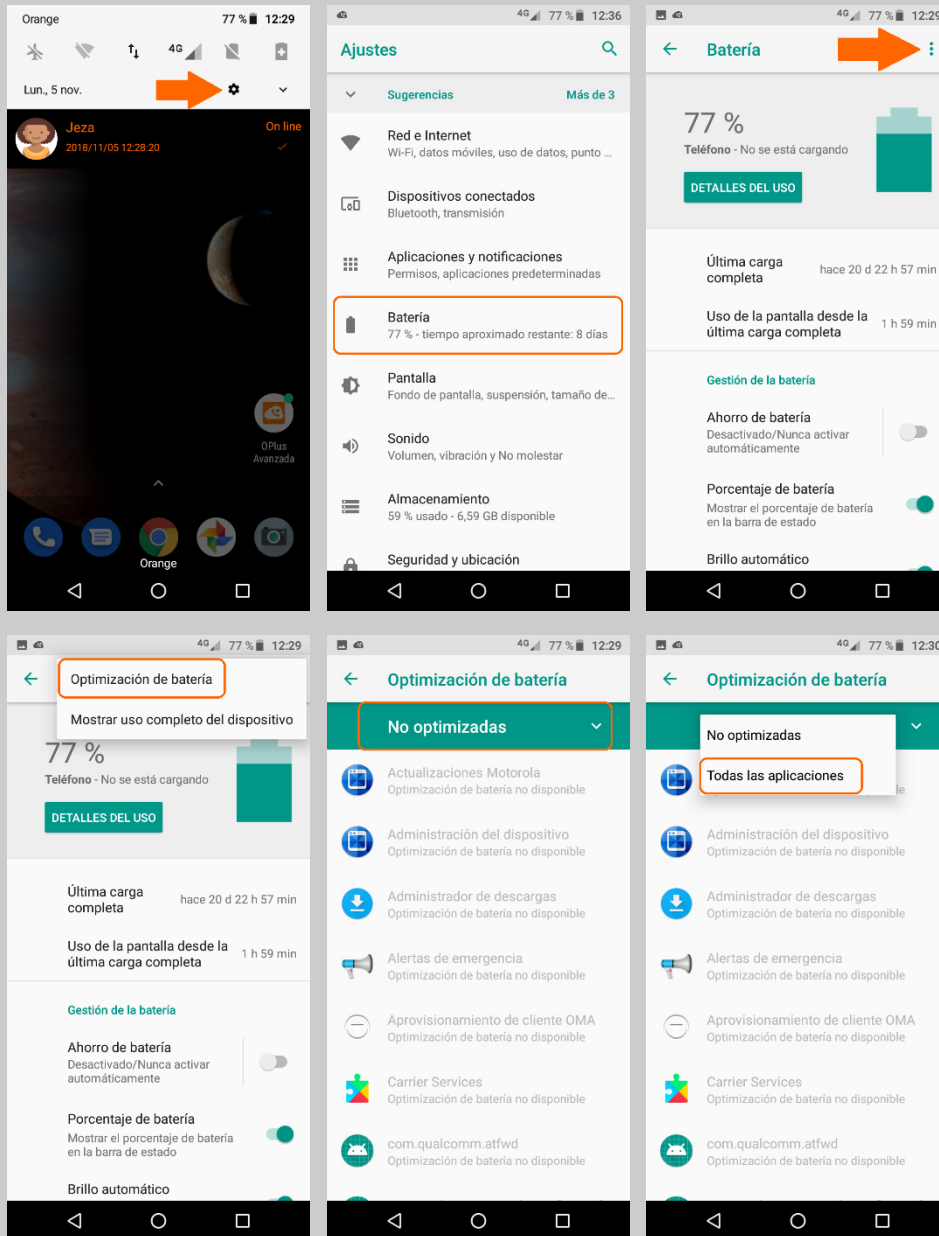 Orange
77 % 12:29
4G
Lun., 5 nov.
Jeza
On line
2018/11/05 12:28:20
OPlus
Avanzada
Orange
4G 77 % 12:36
Ajustes
Sugerencias Más de 3
Red e Internet
Wi-Fi, datos móviles, uso de datos, punto ...
Dispositivos conectados
Bluetooth, transmisión
Aplicaciones y notificaciones
Permisos, aplicaciones predeterminadas
Batería
77 % - tiempo aproximado restante: 8 días
Pantalla
Fondo de pantalla, suspensión, tamaño de...
Sonido
Volumen, vibración y No molestar
Almacenamiento
59 % usado - 6,59 GB disponible
Seguridad y ubicación
4G 77 % 12:29
Batería
77 %
Teléfono - No se está cargando
DETALLES DEL USO
Última carga
completa
hace 20 d 22 h 57 min
Uso de la pantalla desde la
última carga completa
1 h 59 min
Gestión de la batería
Ahorro de batería
Desactivado/Nunca activar
automáticamente
Porcentaje de batería
Mostrar el porcentaje de batería
en la barra de estado
Brillo automático
4G 77 % 12:29
Optimización de batería
Mostrar uso completo del dispositivo
77 %
Teléfono - No se está cargando
DETALLES DEL USO
Última carga
completa
hace 20 d 22 h 57 min
Uso de la pantalla desde la
última carga completa
1 h 59 min
Gestión de la batería
Ahorro de batería
Desactivado/Nunca activar
automáticamente
Porcentaje de batería
Mostrar el porcentaje de batería
en la barra de estado
Brillo automático
4G 77 % 12:29
Optimización de batería
No optimizadas
Actualizaciones Motorola
Optimización de batería no disponible
Administración del dispositivo
Optimización de batería no disponible
Administrador de descargas
Optimización de batería no disponible
Alertas de emergencia
Optimización de batería no disponible
Aprovisionamiento de cliente OMA
Optimización de batería no disponible
Carrier Services
Optimización de batería no disponible
com.qualcomm.atfwd
Optimización de batería no disponible
4G 77 % 12:30
Optimización de batería
No optimizadas
Todas las aplicaciones
le
Administración del dispositivo
Optimización de batería no disponible
Administrador de descargas
Optimización de batería no disponible
Alertas de emergencia
Optimización de batería no disponible
Aprovisionamiento de cliente OMA
Optimización de batería no disponible
Carrier Services
Optimización de batería no disponible
com.qualcomm.atfwd
Optimización de batería no disponible